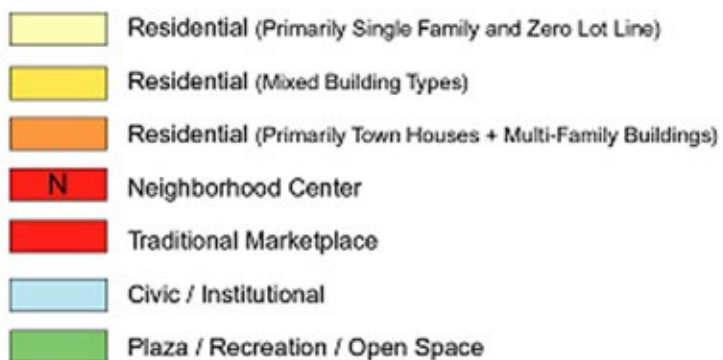 Residential (Primarily Single Family and Zero Lot Line)
Residential (Mixed Building Types)
Residential (Primarily Town Houses + Multi-Family Buildings)
N Neighborhood Center
Traditional Marketplace
Civic / Institutional
Plaza / Recreation / Open Space